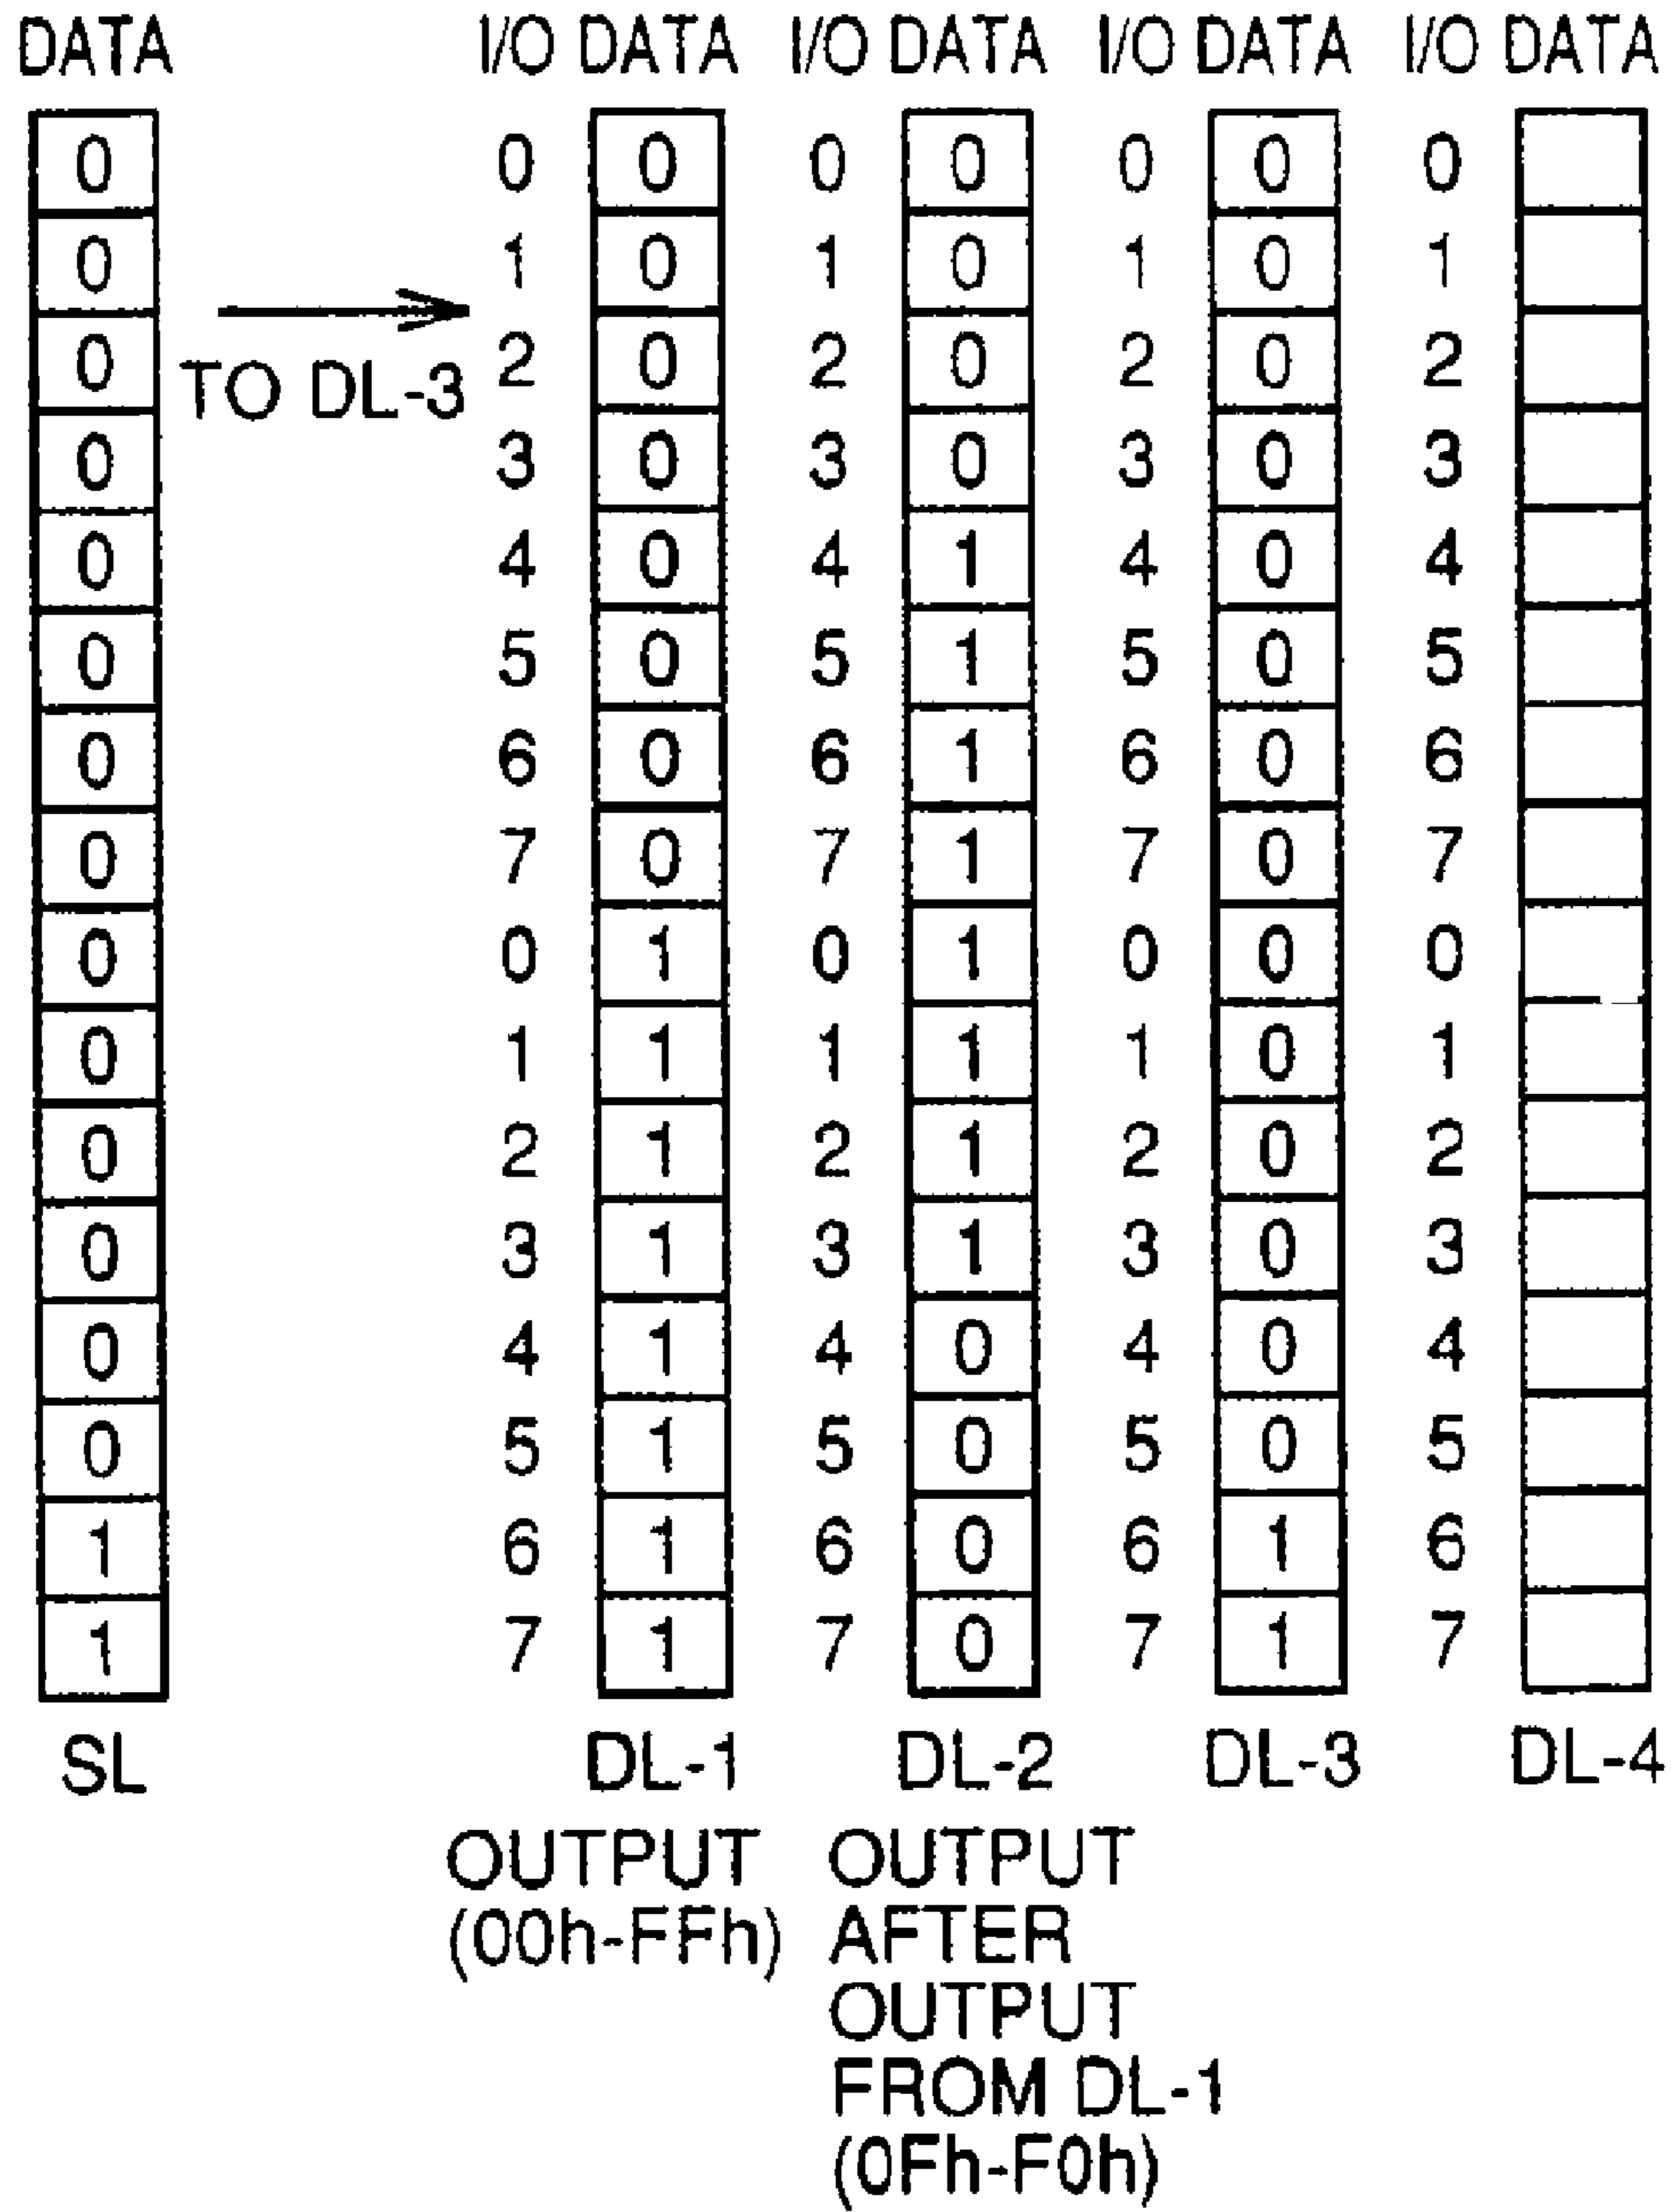 DATA I/O DATA I/O DATA I/O DATA I/O DATA
0 0 0 0 0 0 0 0
0 1 0 1 0 1 0 1
0 2 0 2 0 2 0 2
TO DL-3
0 3 0 3 0 3 0 3
0 4 0 4 1 4 0 4
0 5 0 5 1 5 0 5
0 6 0 6 1 6 0 6
0 7 0 7 1 7 0 7
0 0 1 0 1 0 0 0
0 1 1 1 1 1 0 1
0 2 1 2 1 2 0 2
0 3 1 3 1 3 0 3
0 4 1 4 0 4 0 4
0 5 1 5 0 5 0 5
1 6 1 6 0 6 1 6
1 7 1 7 0 7 1 7
SL DL-1 DL-2 DL-3 DL-4
OUTPUT
(00h-FFh)
OUTPUT
AFTER
OUTPUT
FROM DL-1
(0Fh-F0h)